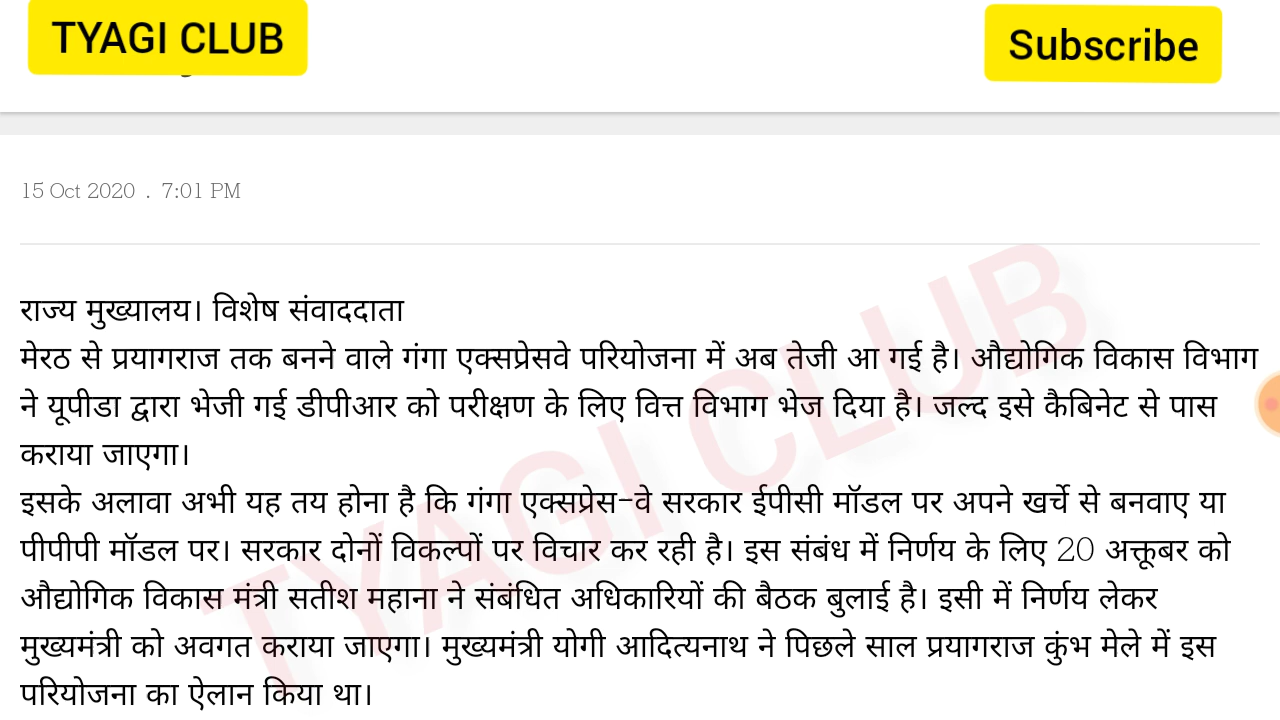 TYAGI CLUB
Subscribe
15 Oct 2020 . 7:01 PM
राज्य मुख्यालय। विशेष संवाददाता
मेरठ से प्रयागराज तक बनने वाले गंगा एक्सप्रेसवे परियोजना में अब तेजी आ गई है। औद्योगिक विकास विभाग
ने यूपीडा द्वारा भेजी गई डीपीआर को परीक्षण के लिए वित्त विभाग भेज दिया है। जल्द इसे कैबिनेट से पास
कराया जाएगा।
इसके अलावा अभी यह तय होना है कि गंगा एक्सप्रेस-वे सरकार ईपीसी मॉडल पर अपने खर्चे से बनवाए या
पीपीपी मॉडल पर। सरकार दोनों विकल्पों पर विचार कर रही है। इस संबंध में निर्णय के लिए 20 अक्तूबर को
औद्योगिक विकास मंत्री सतीश महाना ने संबंधित अधिकारियों की बैठक बुलाई है। इसी में निर्णय लेकर
मुख्यमंत्री को अवगत कराया जाएगा। मुख्यमंत्री योगी आदित्यनाथ ने पिछले साल प्रयागराज कुंभ मेले में इस
परियोजना का ऐलान किया था।
TYAGI CLUB